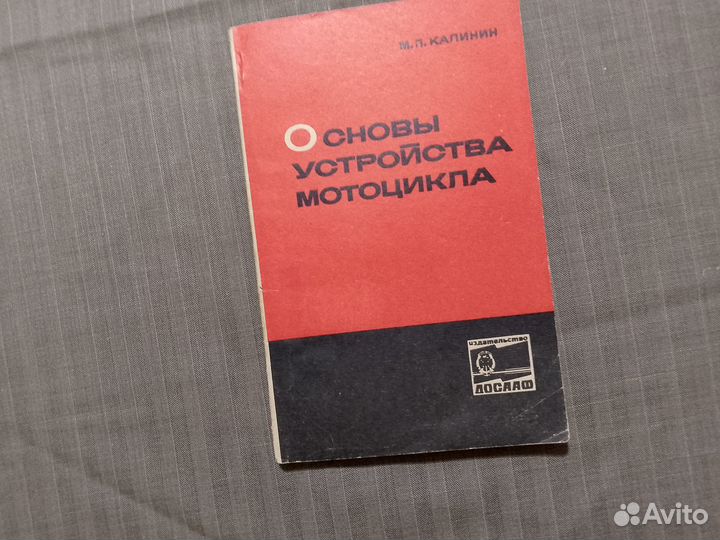 М.П. КАЛИНИН
ОСНОВЫ
УСТРОЙСТВА
МОТОЦИКЛА
издательство
ДОСААФ
Avito